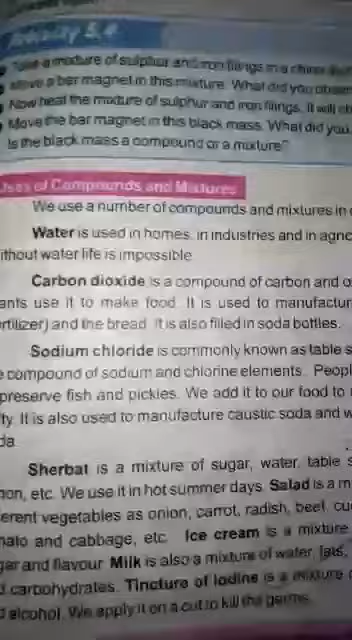 Activity 5.4
Take a mixture of sulphur and iron filings in a china
Move a bar magnet in this mixture. What did you
Now heat the mixture of sulphur and iron filings. It will
Move the bar magnet in this black mass. What did you
Is the black mass a compound or a mixture?
Uses of Compounds and Mixtures
We use a number of compounds and mixtures in
Water is used in homes, in industries and in agric
ithout water life is impossible.
Carbon dioxide is a compound of carbon and o
ants use it to make food. It is used to manufactur
rtilizer) and the bread. It is also filled in soda bottles.
Sodium chloride is commonly known as table s
compound of sodium and chlorine elements. Peopl
preserve fish and pickles. We add it to our food to
ty. It is also used to manufacture caustic soda and w
da.
Sherbat is a mixture of sugar, water, table s
mon, etc. We use it in hot summer days. Salad is a m
erent vegetables as onion, carrot, radish, beet, cu
mato and cabbage, etc. Ice cream is a mixture
gar and flavour. Milk is also a mixture of water, fats,
d carbohydrates. Tincture of Iodine is a mixture
d alcohol. We apply it on a cut to kill the germs.